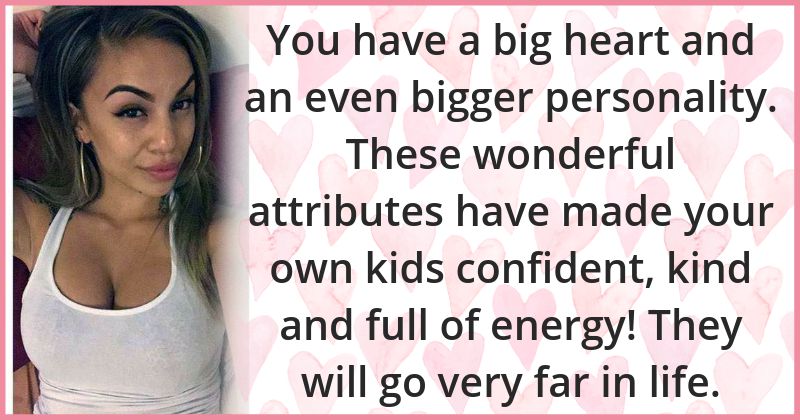 You have a big heart and
an even bigger personality.
These wonderful
attributes have made your
own kids confident, kind
and full of energy! They
will go very far in life.